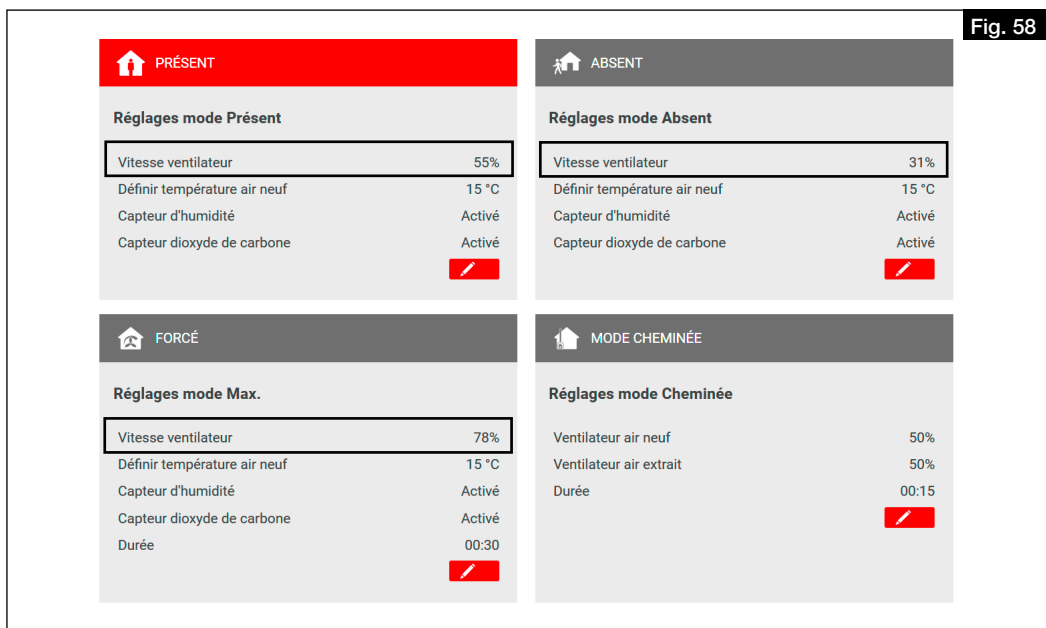 Fig. 58
PRÉSENT
Réglages mode Présent
Vitesse ventilateur 55%
Définir température air neuf 15 °C
Capteur d'humidité Activé
Capteur dioxyde de carbone Activé
ABSENT
Réglages mode Absent
Vitesse ventilateur 31%
Définir température air neuf 15 °C
Capteur d'humidité Activé
Capteur dioxyde de carbone Activé
FORCÉ
Réglages mode Max.
Vitesse ventilateur 78%
Définir température air neuf 15 °C
Capteur d'humidité Activé
Capteur dioxyde de carbone Activé
Durée 00:30
MODE CHEMINÉE
Réglages mode Cheminée
Ventilateur air neuf 50%
Ventilateur air extrait 50%
Durée 00:15